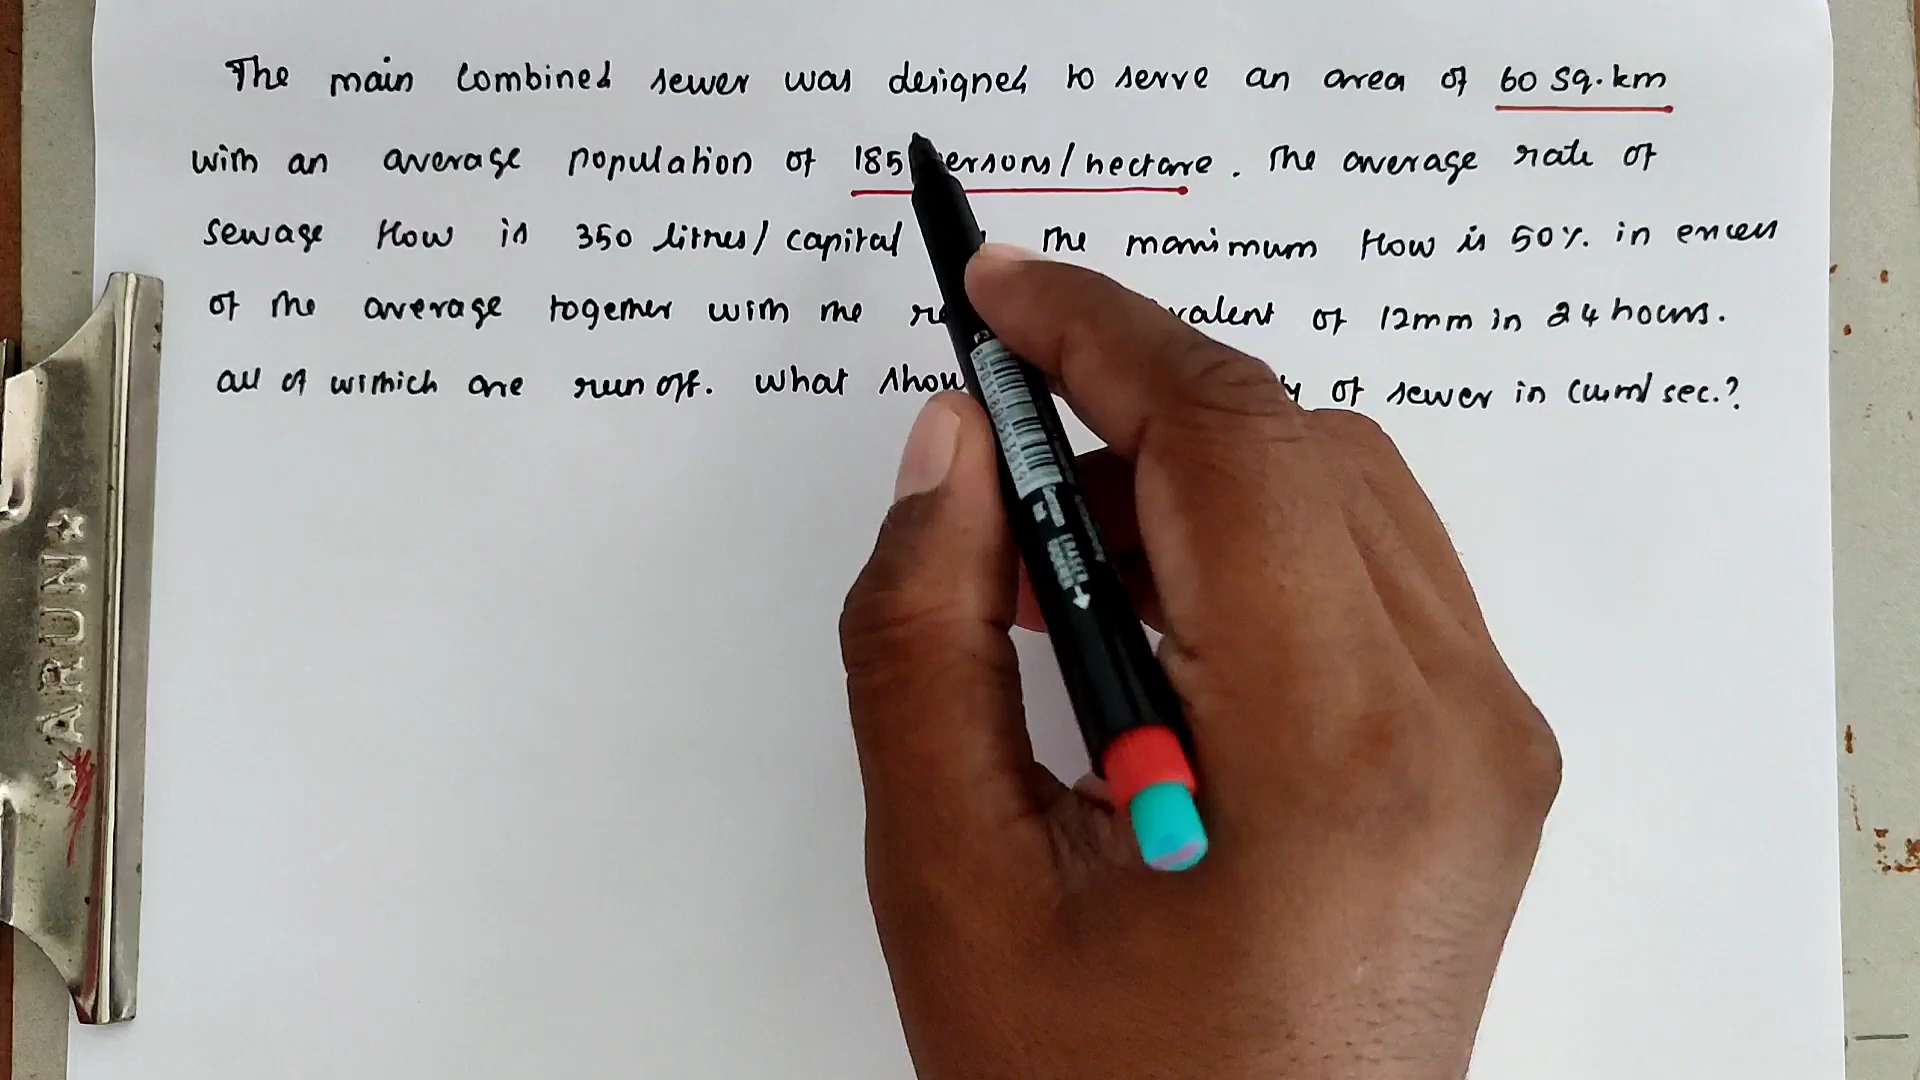 The main combined sewer was designed to serve an area of 60 sq.km
with an average population of 185 persons/hectare. The average rate of
sewage flow is 350 litres/capital the maximum flow is 50%. in excess
of the average together with the equivalent of 12mm in 24 hours.
all of wihich are run off. what of sewer in cum/sec.?
ARUN